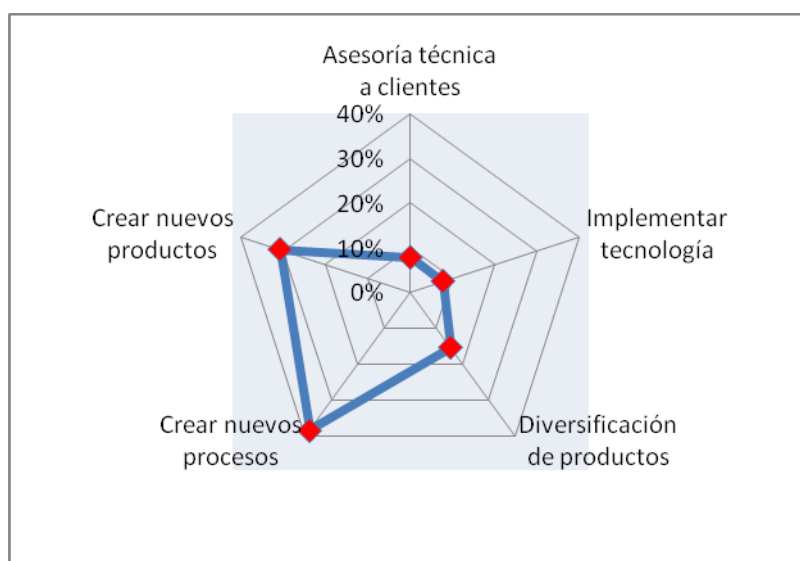 Asesoría técnica
a clientes
40%
30%
20%
10%
0%
Implementar
tecnología
Diversificación
de productos
Crear nuevos
procesos
Crear nuevos
productos